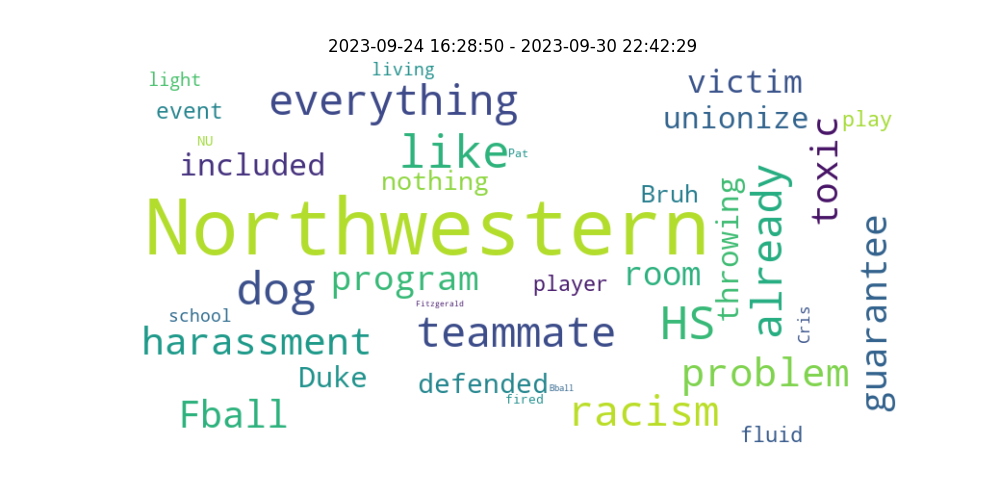 2023-09-24 16:28:50 - 2023-09-30 22:42:29
living
light
everything
victim
event
unionize
play
NU
like
Pat
toxic
included
nothing
Bruh
already
throwing
Northwestern
guarantee
dog
program
player
room
Fitzgerald
school
teammate
HS
Cris
harassment
Duke
defended
Bball
problem
fired
Fball
racism
fluid